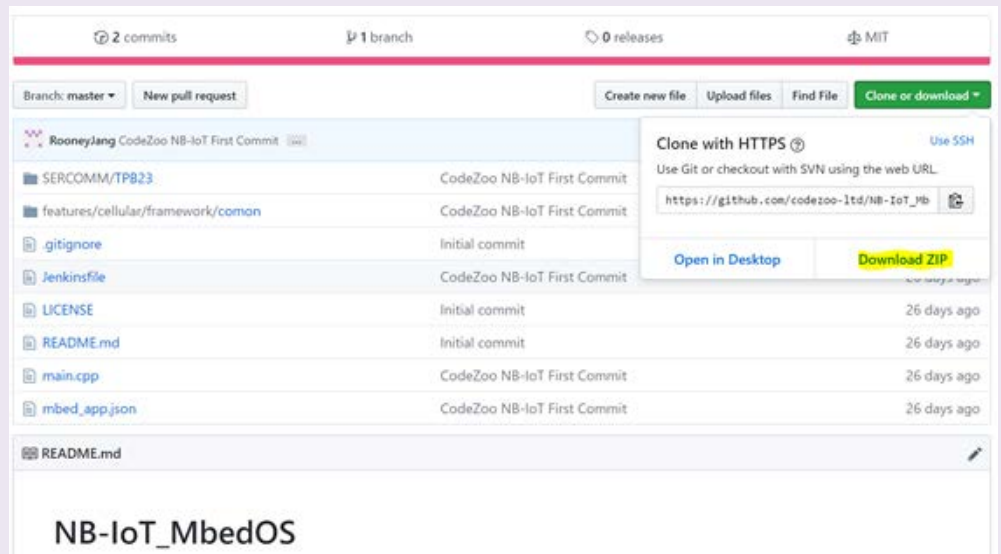 2 commits
1 branch
0 releases
MIT
Branch: master
New pull request
Create new file
Upload files
Find File
Clone or download
RooneyJang CodeZoo NB-IoT First Commit ...
Clone with HTTPS
Use SSH
Use Git or checkout with SVN using the web URL.
https://github.com/codezoo-ltd/NB-IoT_Mb
Open in Desktop
Download ZIP
SERCOMM/TPB23 CodeZoo NB-IoT First Commit
features/cellular/framework/comon CodeZoo NB-IoT First Commit
.gitignore Initial commit
Jenkinsfile CodeZoo NB-IoT First Commit 26 days ago
LICENSE Initial commit 26 days ago
README.md Initial commit 26 days ago
main.cpp CodeZoo NB-IoT First Commit 26 days ago
mbed_app.json CodeZoo NB-IoT First Commit 26 days ago
README.md
NB-IoT_MbedOS